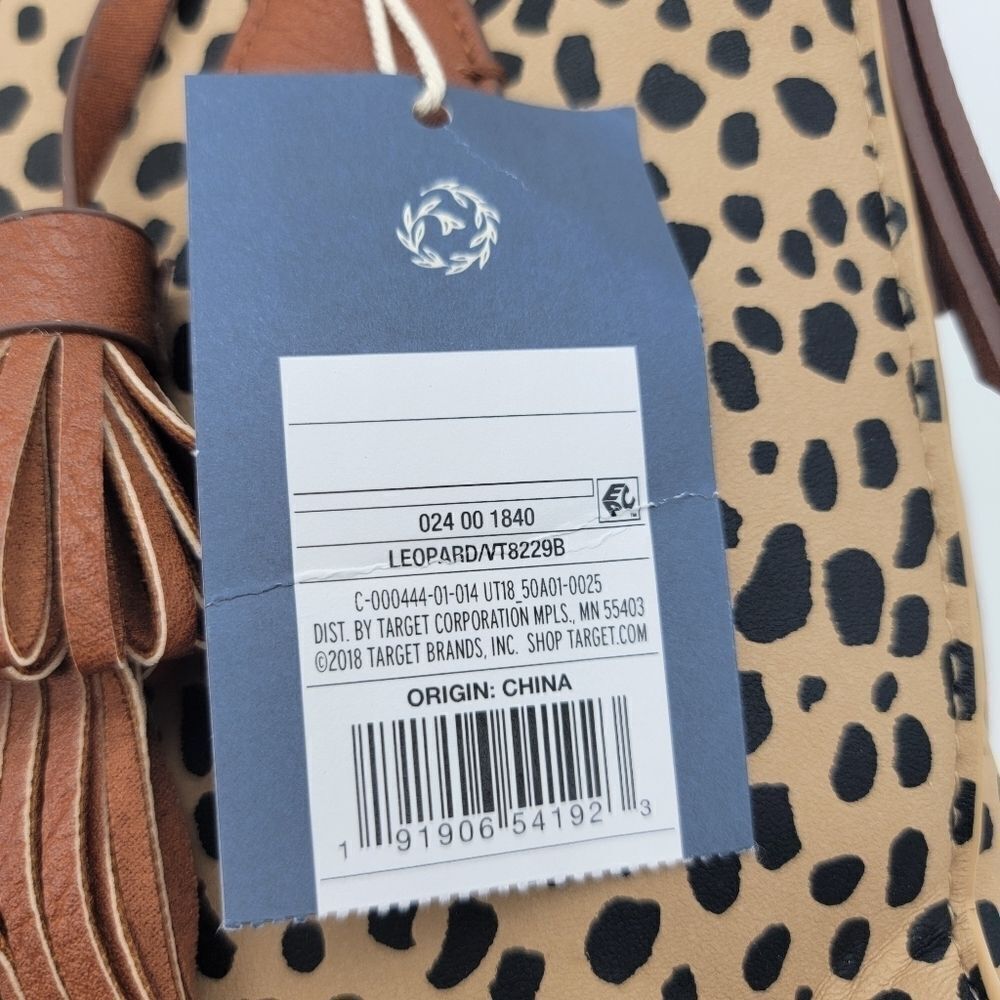 EPC™
024 00 1840
LEOPARD/VT8229B
C-000444-01-014 UT18_50A01-0025
DIST. BY TARGET CORPORATION MPLS., MN 55403
©2018 TARGET BRANDS, INC. SHOP TARGET.COM
ORIGIN: CHINA
1 91906 54192 3